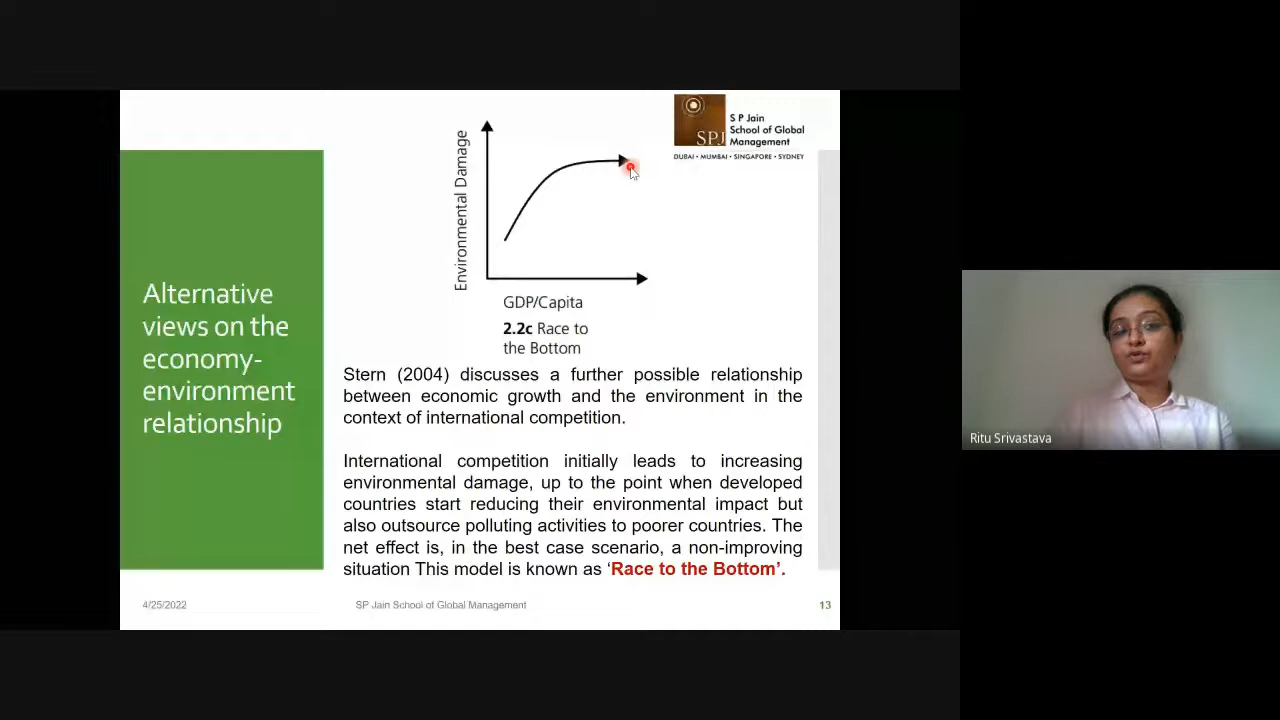 SPJ
S P Jain
School of Global
Management
DUBAI • MUMBAI • SINGAPORE • SYDNEY
Environmental Damage
GDP/Capita
2.2c Race to
the Bottom
Alternative
views on the
economy-
environment
relationship
Stern (2004) discusses a further possible relationship
between economic growth and the environment in the
context of international competition.
International competition initially leads to increasing
environmental damage, up to the point when developed
countries start reducing their environmental impact but
also outsource polluting activities to poorer countries. The
net effect is, in the best case scenario, a non-improving
situation This model is known as ‘Race to the Bottom’.
4/25/2022
SP Jain School of Global Management
13
Ritu Srivastava